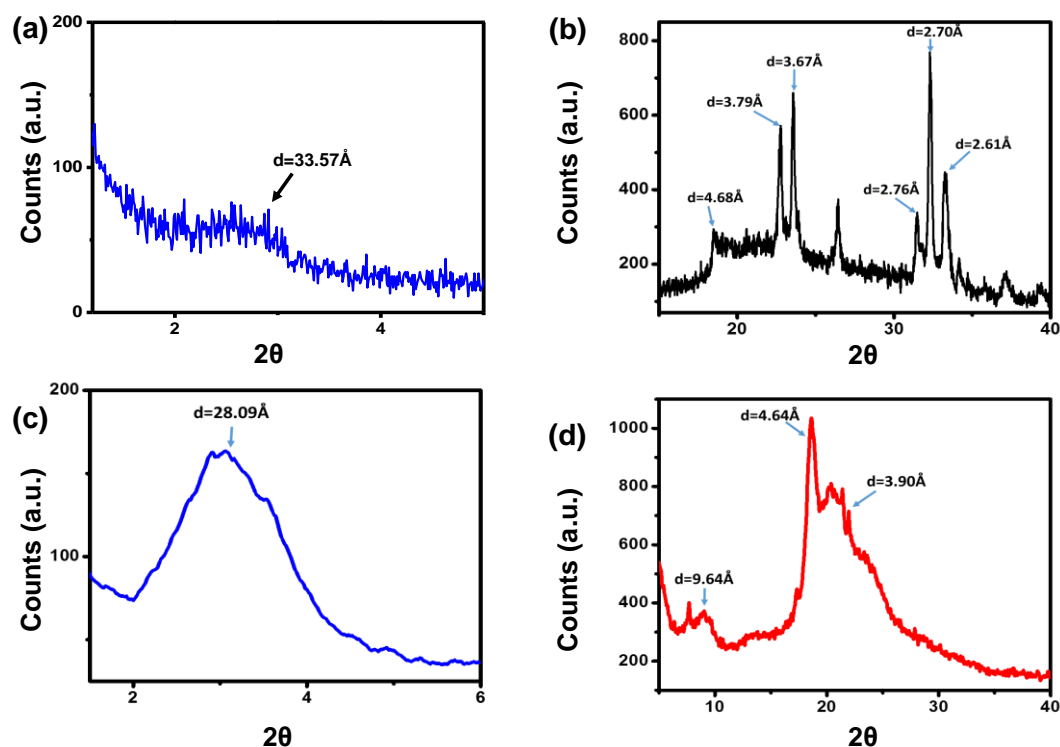 (a)
200
100
0
Counts (a.u.)
d=33.57Å
2 4
2θ
(b)
800
600
400
200
Counts (a.u.)
d=4.68Å
d=3.79Å
d=3.67Å
d=2.76Å
d=2.70Å
d=2.61Å
20 30 40
2θ
(c)
200
100
Counts (a.u.)
d=28.09Å
2 4 6
2θ
(d)
1000
800
600
400
200
Counts (a.u.)
d=9.64Å
d=4.64Å
d=3.90Å
10 20 30 40
2θ